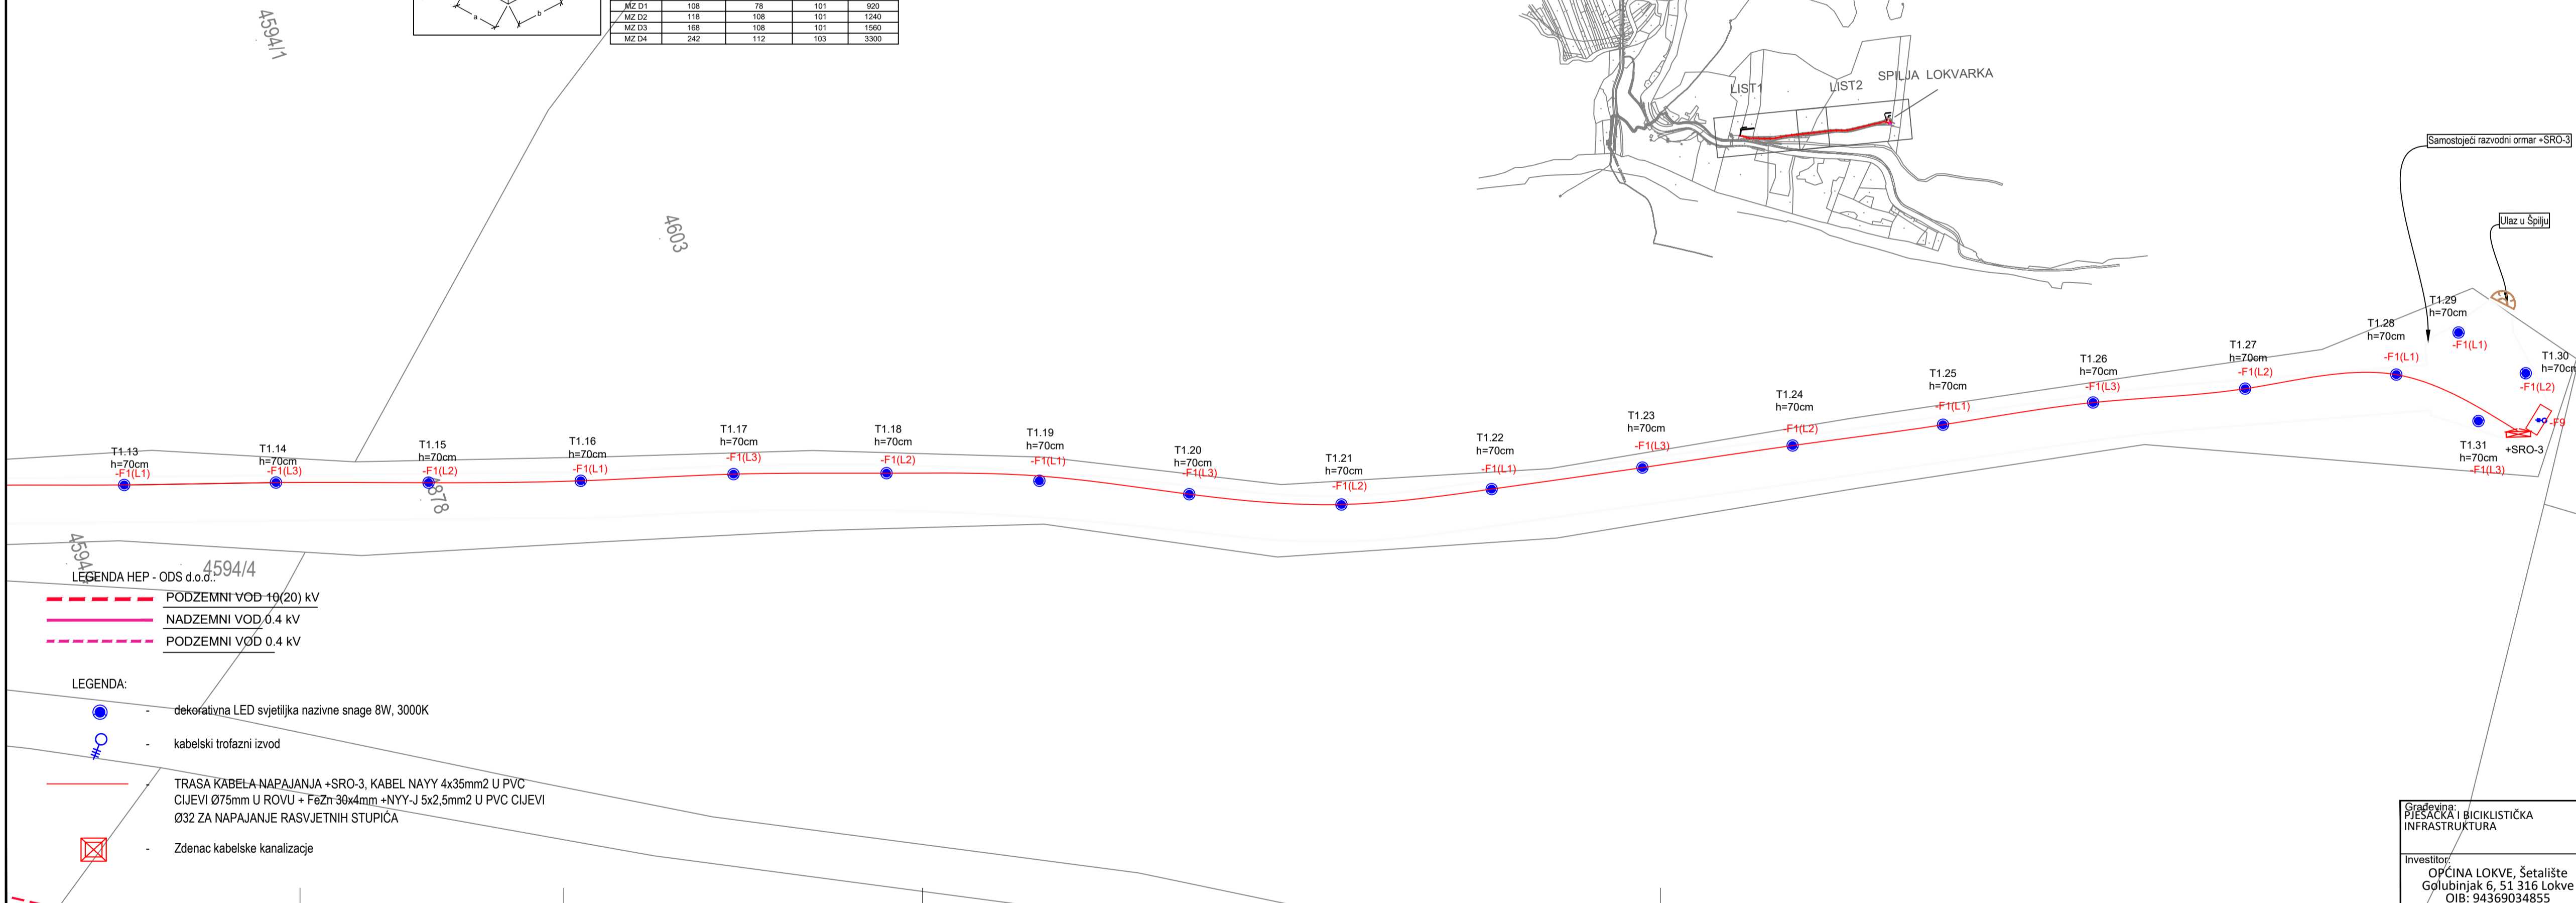 a
b
MZ D1 108 78 101 920
MZ D2 118 108 101 1240
MZ D3 168 108 101 1560
MZ D4 242 112 103 3300
4594/1
4603
LIST1
LIST2
SPILJA LOKVARKA
Samostojeći razvodni ormar +SRO-3
Ulaz u Špilju
T1.13
h=70cm
-F1(L1)
T1.14
h=70cm
-F1(L3)
T1.15
h=70cm
-F1(L2)
T1.16
h=70cm
-F1(L1)
T1.17
h=70cm
-F1(L3)
T1.18
h=70cm
-F1(L2)
T1.19
h=70cm
-F1(L1)
T1.20
h=70cm
-F1(L3)
T1.21
h=70cm
-F1(L2)
T1.22
h=70cm
-F1(L1)
T1.23
h=70cm
-F1(L3)
T1.24
h=70cm
-F1(L2)
T1.25
h=70cm
-F1(L1)
T1.26
h=70cm
-F1(L3)
T1.27
h=70cm
-F1(L2)
T1.28
h=70cm
-F1(L1)
T1.29
h=70cm
-F1(L1)
T1.30
h=70cm
-F1(L2)
-F9
T1.31
h=70cm
-F1(L3)
+SRO-3
4878
4594/4
LEGENDA HEP - ODS d.o.o.:
PODZEMNI VOD 10(20) kV
NADZEMNI VOD 0.4 kV
PODZEMNI VOD 0.4 kV
LEGENDA:
- dekorativna LED svjetiljka nazivne snage 8W, 3000K
- kabelski trofazni izvod
- TRASA KABELA NAPAJANJA +SRO-3, KABEL NAYY 4x35mm2 U PVC
CIJEVI Ø75mm U ROVU + FeZn 30x4mm +NYY-J 5x2,5mm2 U PVC CIJEVI
Ø32 ZA NAPAJANJE RASVJETNIH STUPIĆA
- Zdenac kabelske kanalizacje
Građevina:
PJEŠAČKA I BICIKLISTIČKA
INFRASTRUKTURA
Investitor:
OPĆINA LOKVE, Šetalište
Golubinjak 6, 51 316 Lokve
OIB: 94369034855